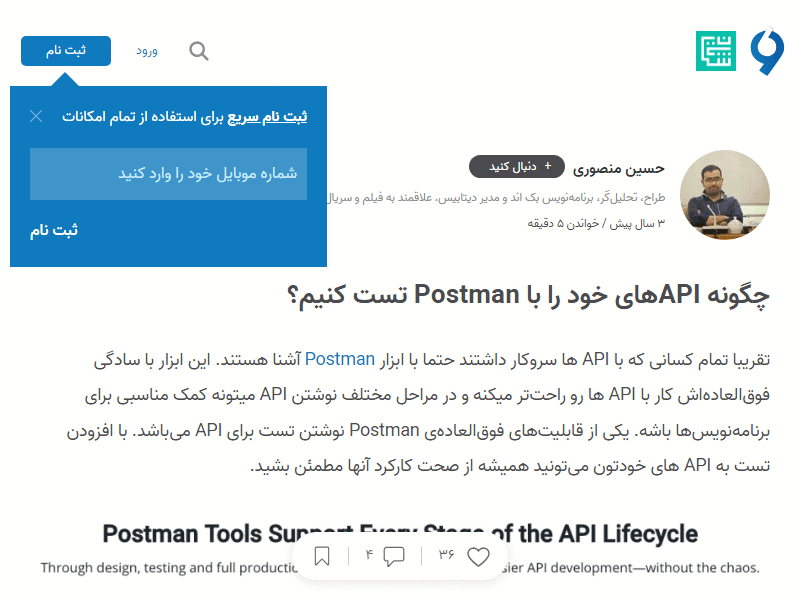 ثبت نام
ورود
ثبت نام سریع برای استفاده از تمام امکانات
شماره موبایل خود را وارد کنید
ثبت نام
حسین منصوری
+ دنبال کنید
طراح، تحلیل‌گر، برنامه‌نویس بک اند و مدیر دیتابیس. علاقمند به فیلم و سریال
۳ سال پیش / خواندن ۵ دقیقه
چگونه APIهای خود را با Postman تست کنیم؟
تقریبا تمام کسانی که با API ها سروکار داشتند حتما با ابزار Postman آشنا هستند. این ابزار با سادگی
فوق‌العاده‌اش کار با API ها رو راحت‌تر میکنه و در مراحل مختلف نوشتن API میتونه کمک مناسبی برای
برنامه‌نویس‌ها باشه. یکی از قابلیت‌های فوق‌العاده‌ی Postman نوشتن تست برای API می‌باشد. با افزودن
تست به API های خودتون می‌تونید همیشه از صحت کارکرد آنها مطمئن بشید.
Postman Tools Support Every Stage of the API Lifecycle
Through design, testing and full API development—without the chaos.
۳۶
۴